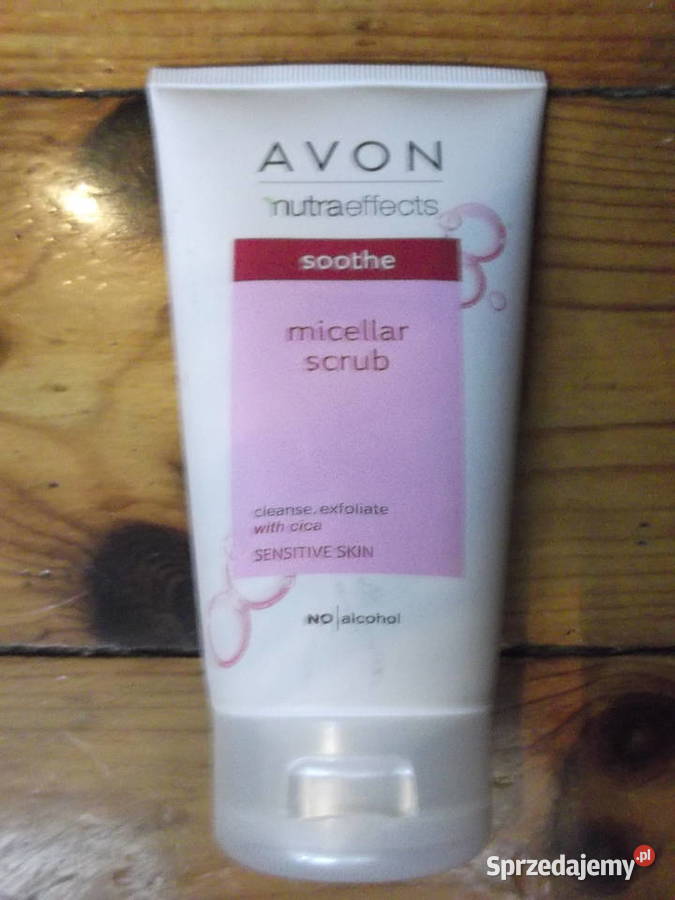 AVON
nutraeffects
soothe
micellar
scrub
cleanse, exfoliate
with cica
SENSITIVE SKIN
NO|alcohol
Sprzedajemy.pl